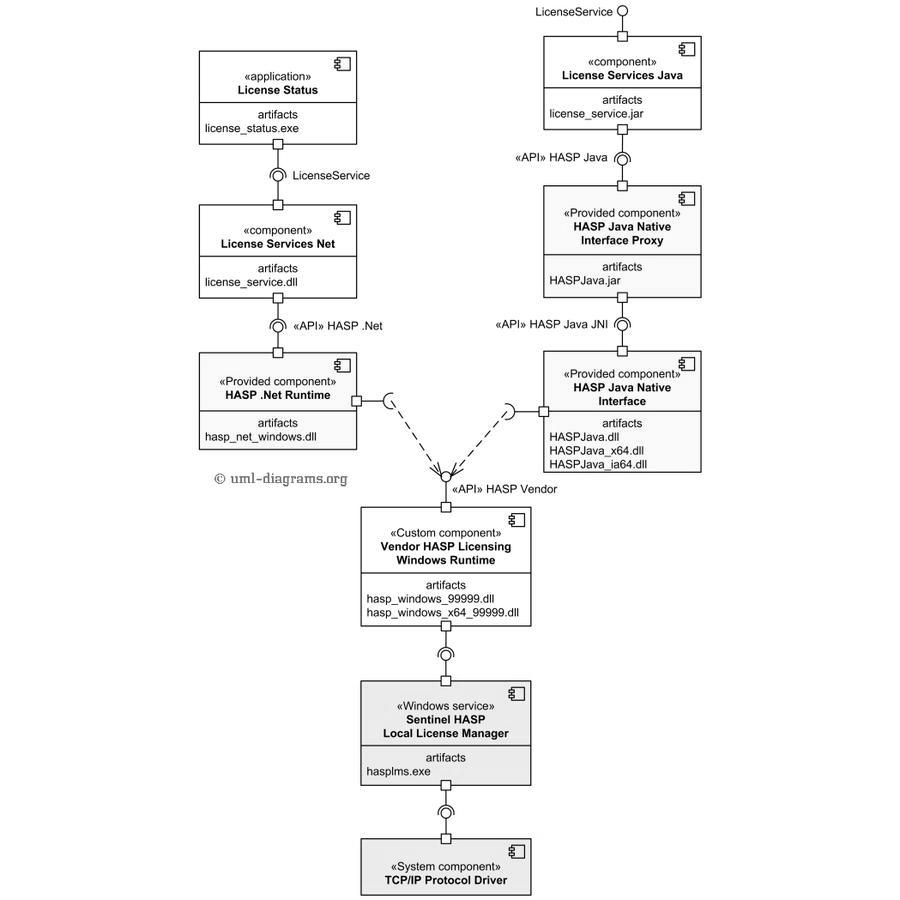 LicenseService
«application»
License Status
artifacts
license_status.exe
LicenseService
«component»
License Services Net
artifacts
license_service.dll
«API» HASP .Net
«Provided component»
HASP .Net Runtime
artifacts
hasp_net_windows.dll
«component»
License Services Java
artifacts
license_service.jar
«API» HASP Java
«Provided component»
HASP Java Native
Interface Proxy
artifacts
HASPJava.jar
«API» HASP Java JNI
«Provided component»
HASP Java Native
Interface
artifacts
HASPJava.dll
HASPJava_x64.dll
HASPJava_ia64.dll
© uml-diagrams.org
«API» HASP Vendor
«Custom component»
Vendor HASP Licensing
Windows Runtime
artifacts
hasp_windows_99999.dll
hasp_windows_x64_99999.dll
«Windows service»
Sentinel HASP
Local License Manager
artifacts
hasplms.exe
«System component»
TCP/IP Protocol Driver